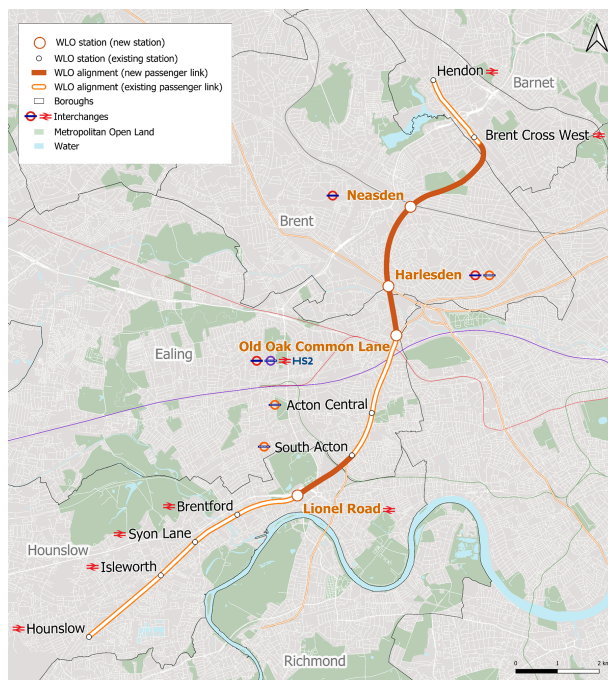 WLO station (new station)
WLO station (existing station)
WLO alignment (new passenger link)
WLO alignment (existing passenger link)
Boroughs
Interchanges
Metropolitan Open Land
Water
Hendon
Barnet
Brent Cross West
Neasden
Brent
Harlesden
Old Oak Common Lane
Ealing
HS2
Acton Central
South Acton
Brentford
Lionel Road
Syon Lane
Hounslow
Isleworth
Hounslow
Richmond
0 1 2 km